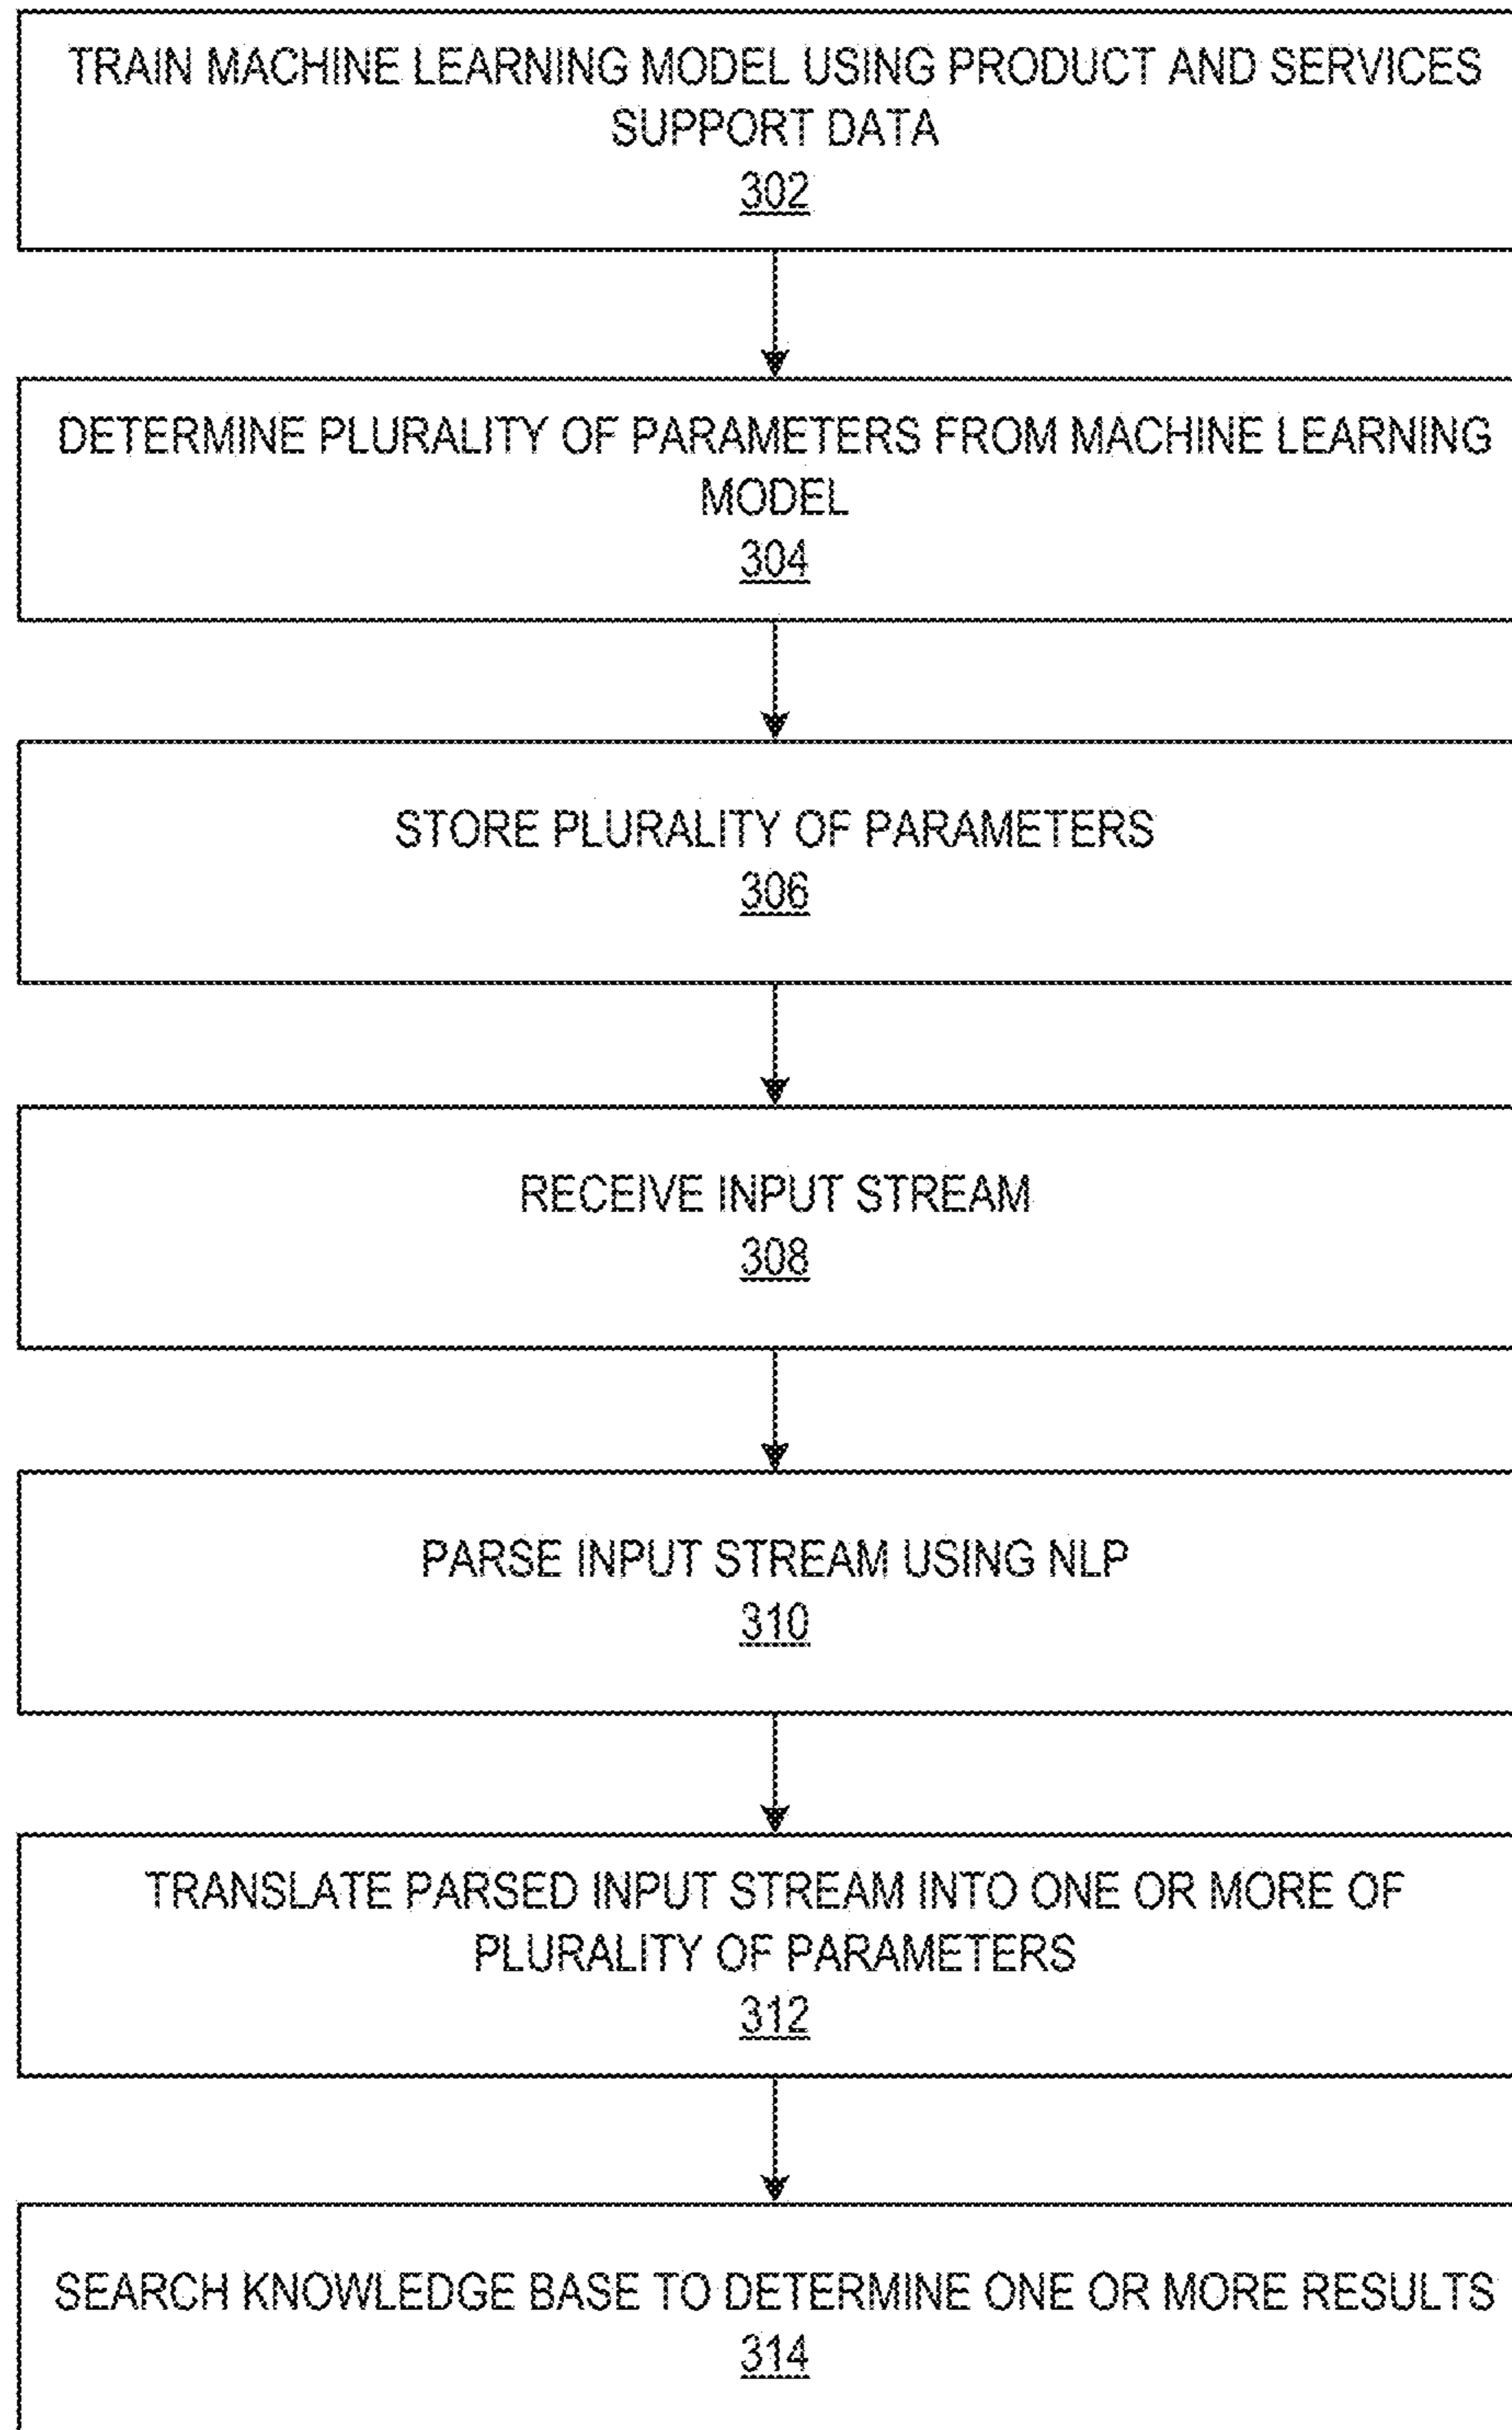 TRAIN MACHINE LEARNING MODEL USING PRODUCT AND SERVICES
SUPPORT DATA
302
DETERMINE PLURALITY OF PARAMETERS FROM MACHINE LEARNING
MODEL
304
STORE PLURALITY OF PARAMETERS
306
RECEIVE INPUT STREAM
308
PARSE INPUT STREAM USING NLP
310
TRANSLATE PARSED INPUT STREAM INTO ONE OR MORE OF
PLURALITY OF PARAMETERS
312
SEARCH KNOWLEDGE BASE TO DETERMINE ONE OR MORE RESULTS
314